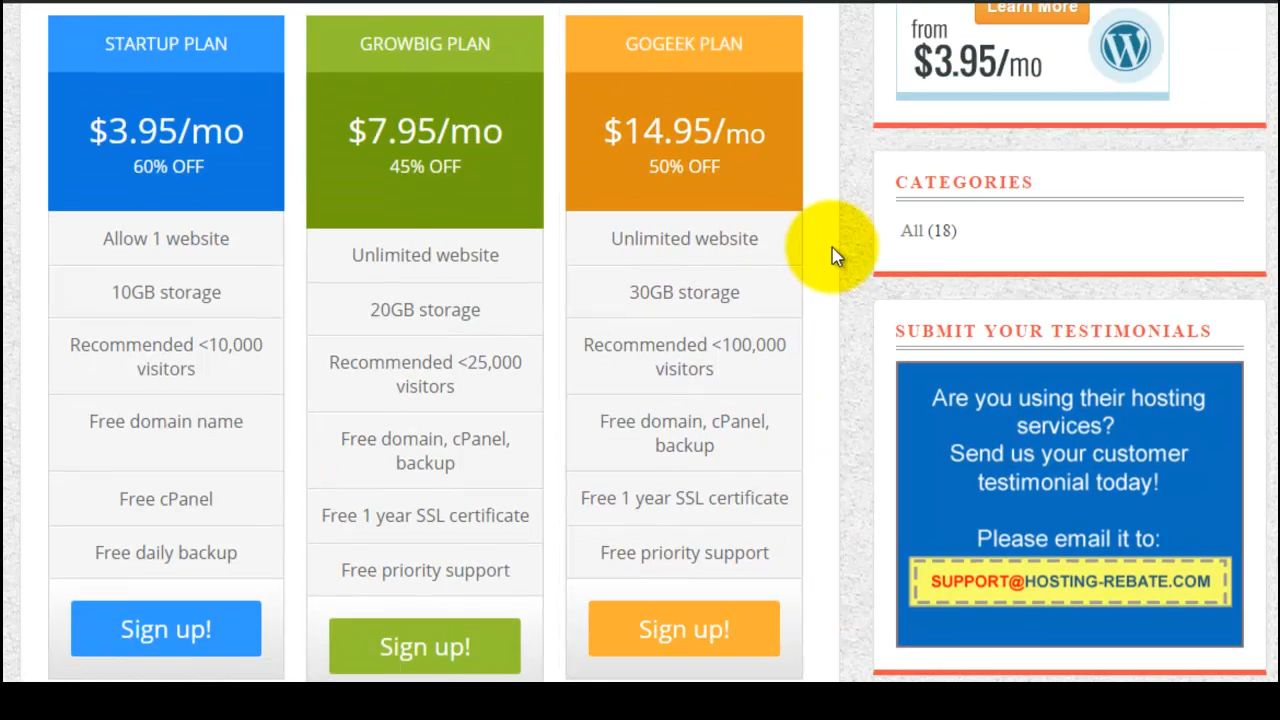 STARTUP PLAN
$3.95/mo
60% OFF
Allow 1 website
10GB storage
Recommended <10,000
visitors
Free domain name
Free cPanel
Free daily backup
Sign up!
GROWBIG PLAN
$7.95/mo
45% OFF
Unlimited website
20GB storage
Recommended <25,000
visitors
Free domain, cPanel,
backup
Free 1 year SSL certificate
Free priority support
Sign up!
GOGEEK PLAN
$14.95/mo
50% OFF
Unlimited website
30GB storage
Recommended <100,000
visitors
Free domain, cPanel,
backup
Free 1 year SSL certificate
Free priority support
Sign up!
Learn More
from
$3.95/mo
CATEGORIES
All (18)
SUBMIT YOUR TESTIMONIALS
Are you using their hosting
services?
Send us your customer
testimonial today!
Please email it to:
SUPPORT@HOSTING-REBATE.COM